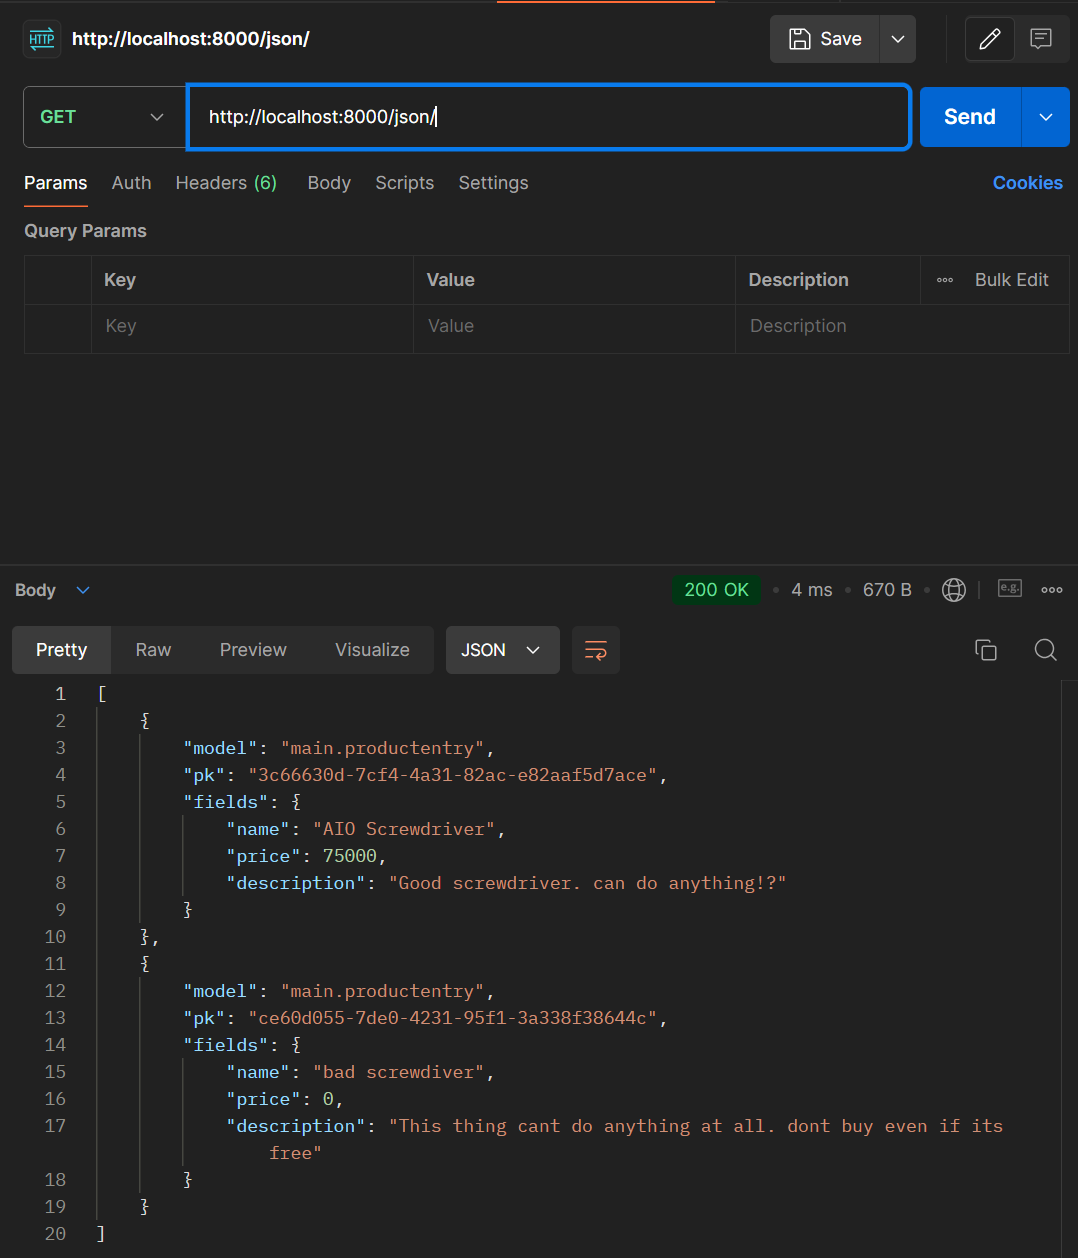 HTTP http://localhost:8000/json/ Save
GET http://localhost:8000/json/ Send
Params Auth Headers (6) Body Scripts Settings Cookies
Query Params
Key Value Description Bulk Edit
Key Value Description
Body 200 OK 4 ms 670 B e.g.
Pretty Raw Preview Visualize JSON
1 [
2 {
3 "model": "main.productentry",
4 "pk": "3c66630d-7cf4-4a31-82ac-e82aaf5d7ace",
5 "fields": {
6 "name": "AIO Screwdriver",
7 "price": 75000,
8 "description": "Good screwdriver. can do anything!?"
9 }
10 },
11 {
12 "model": "main.productentry",
13 "pk": "ce60d055-7de0-4231-95f1-3a338f38644c",
14 "fields": {
15 "name": "bad screwdiver",
16 "price": 0,
17 "description": "This thing cant do anything at all. dont buy even if its
free"
18 }
19 }
20 ]